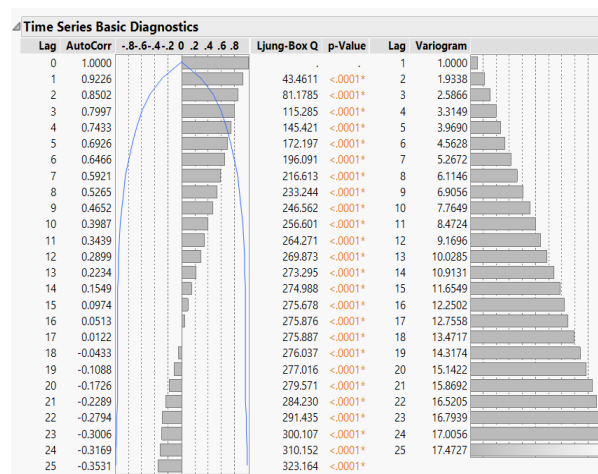 Time Series Basic Diagnostics
Lag AutoCorr -.8-.6-.4-.2 0 .2 .4 .6 .8 Ljung-Box Q p-Value Lag Variogram
0 1.0000 . . 1 1.0000
1 0.9226 43.4611 <.0001* 2 1.9338
2 0.8502 81.1785 <.0001* 3 2.5866
3 0.7997 115.285 <.0001* 4 3.3149
4 0.7433 145.421 <.0001* 5 3.9690
5 0.6926 172.197 <.0001* 6 4.5628
6 0.6466 196.091 <.0001* 7 5.2672
7 0.5921 216.613 <.0001* 8 6.1146
8 0.5265 233.244 <.0001* 9 6.9056
9 0.4652 246.562 <.0001* 10 7.7649
10 0.3987 256.601 <.0001* 11 8.4724
11 0.3439 264.271 <.0001* 12 9.1696
12 0.2899 269.873 <.0001* 13 10.0285
13 0.2234 273.295 <.0001* 14 10.9131
14 0.1549 274.988 <.0001* 15 11.6549
15 0.0974 275.678 <.0001* 16 12.2502
16 0.0513 275.876 <.0001* 17 12.7558
17 0.0122 275.887 <.0001* 18 13.4717
18 -0.0433 276.037 <.0001* 19 14.3174
19 -0.1088 277.016 <.0001* 20 15.1422
20 -0.1726 279.571 <.0001* 21 15.8692
21 -0.2289 284.230 <.0001* 22 16.5205
22 -0.2794 291.435 <.0001* 23 16.7939
23 -0.3006 300.107 <.0001* 24 17.0056
24 -0.3169 310.152 <.0001* 25 17.4727
25 -0.3531 323.164 <.0001*